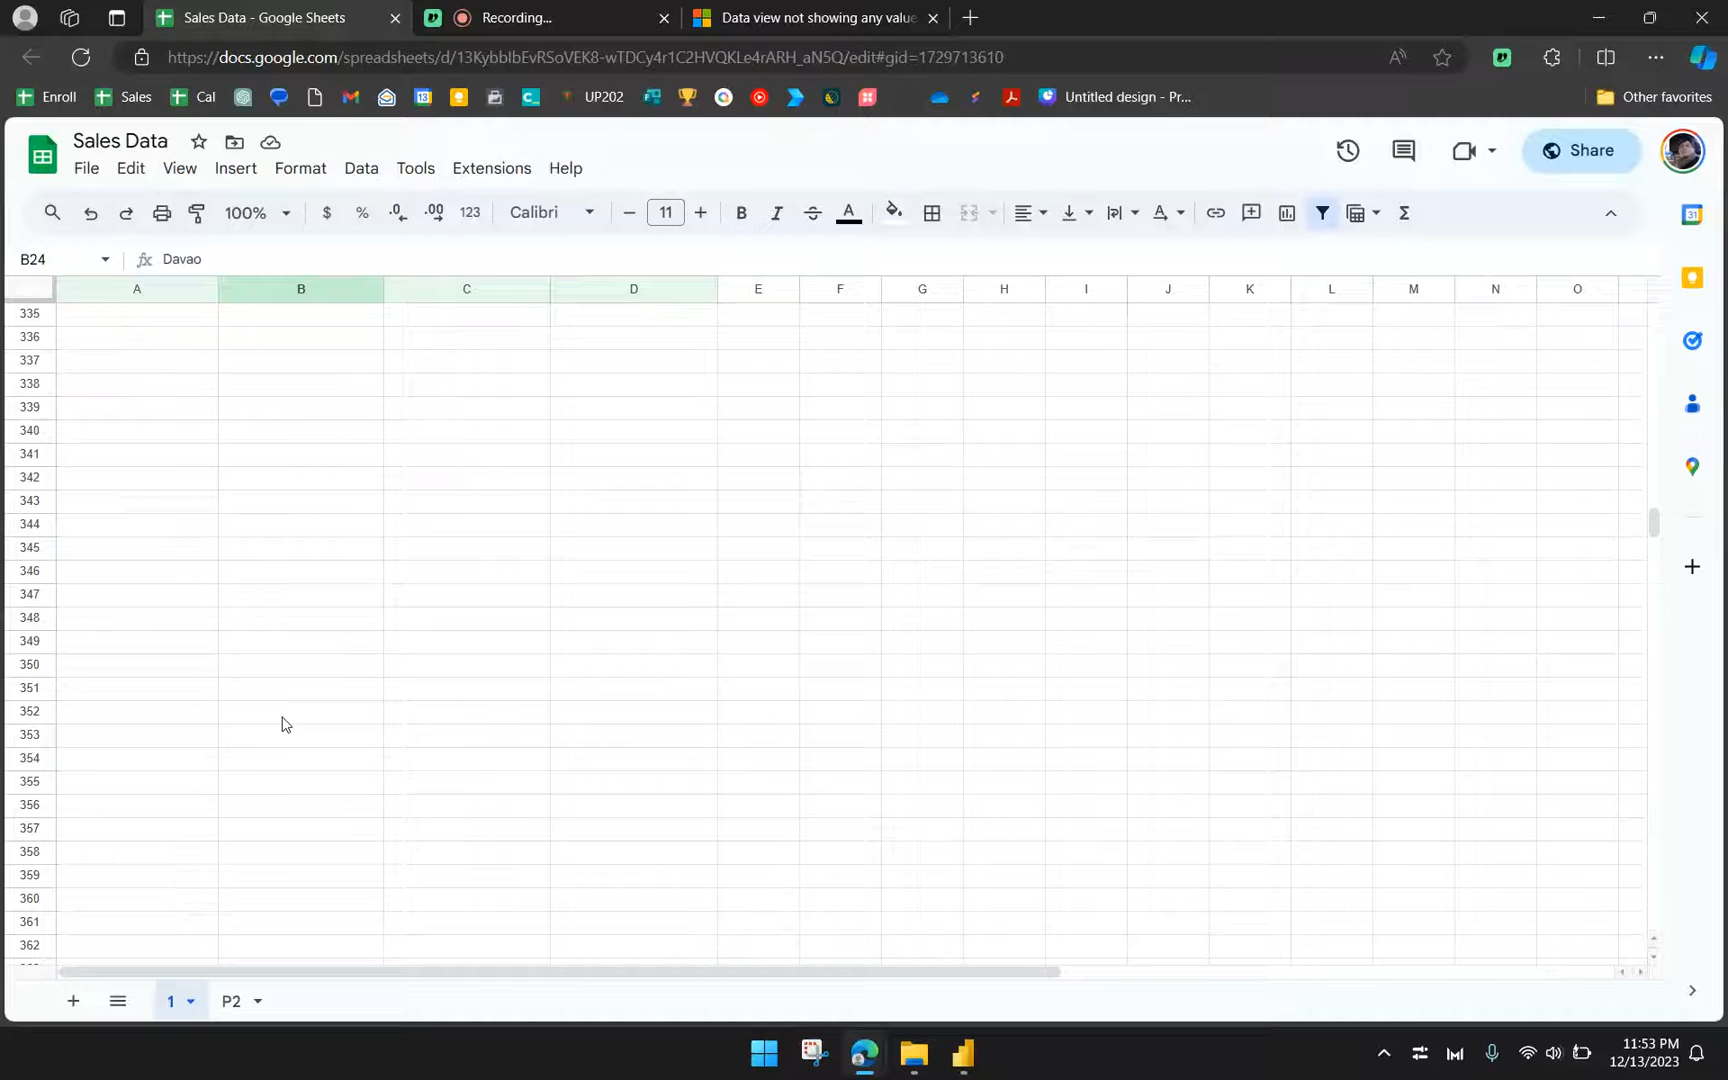 Sales Data - Google Sheets
Recording...
Data view not showing any value
https://docs.google.com/spreadsheets/d/13KybbIbEvRSoVEK8-wTDCy4r1C2HVQKLe4rARH_aN5Q/edit#gid=1729713610
Enroll
Sales
Cal
UP202
Untitled design - Pr...
Other favorites
Sales Data
Share
File Edit View Insert Format Data Tools Extensions Help
100%
$ % .0 .00 123
Calibri
11
B24
fx Davao
A B C D E F G H I J K L M N O
335
336
337
338
339
340
341
342
343
344
345
346
347
348
349
350
351
352
353
354
355
356
357
358
359
360
361
362
1
P2
11:53 PM
12/13/2023